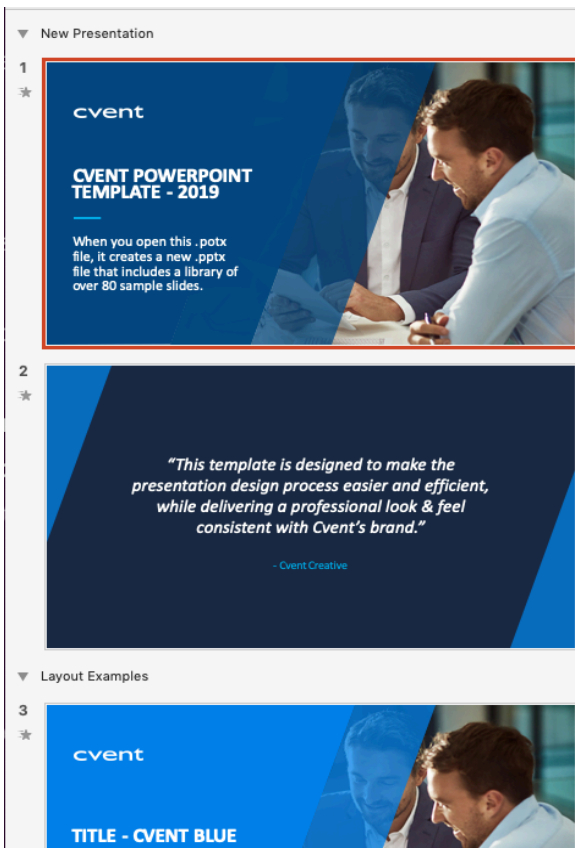 New Presentation
1
cvent
CVENT POWERPOINT
TEMPLATE - 2019
When you open this .potx
file, it creates a new .pptx
file that includes a library of
over 80 sample slides.
2
“This template is designed to make the
presentation design process easier and efficient,
while delivering a professional look & feel
consistent with Cvent’s brand.”
- Cvent Creative
Layout Examples
3
cvent
TITLE - CVENT BLUE